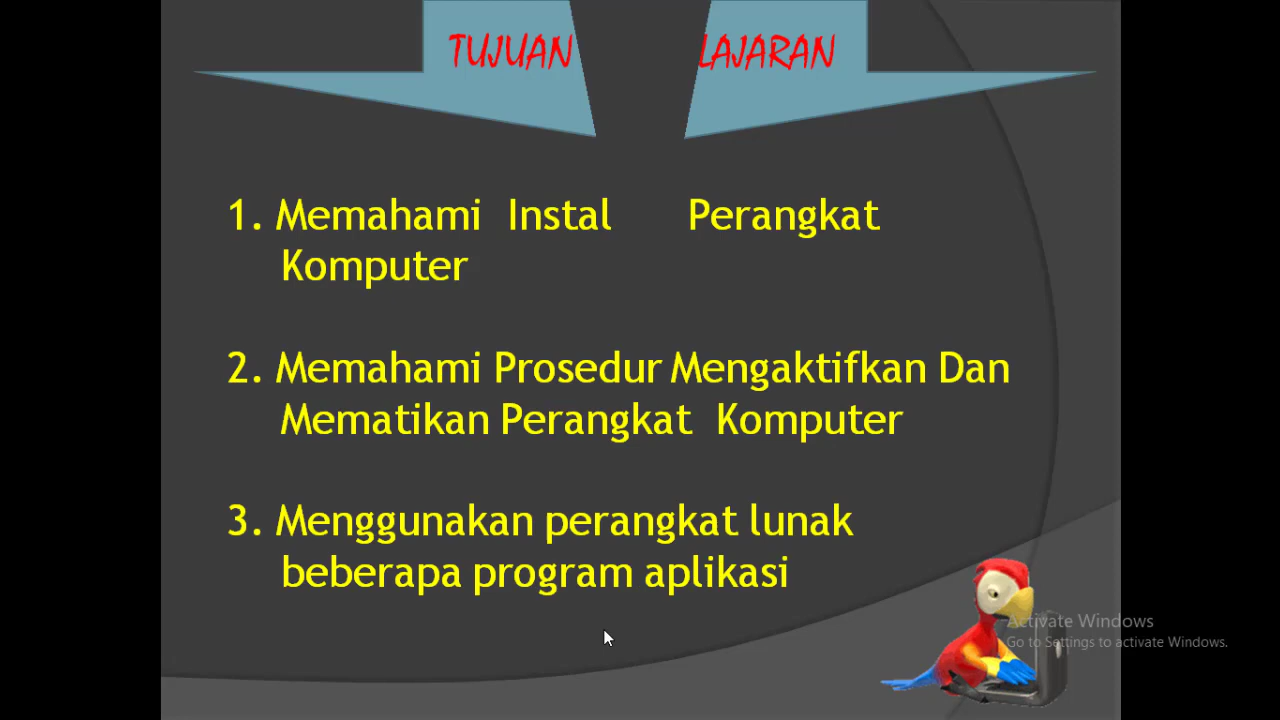 TUJUAN LAJARAN
1. Memahami Instal Perangkat
Komputer
2. Memahami Prosedur Mengaktifkan Dan
Mematikan Perangkat Komputer
3. Menggunakan perangkat lunak
beberapa program aplikasi
Activate Windows
Go to Settings to activate Windows.